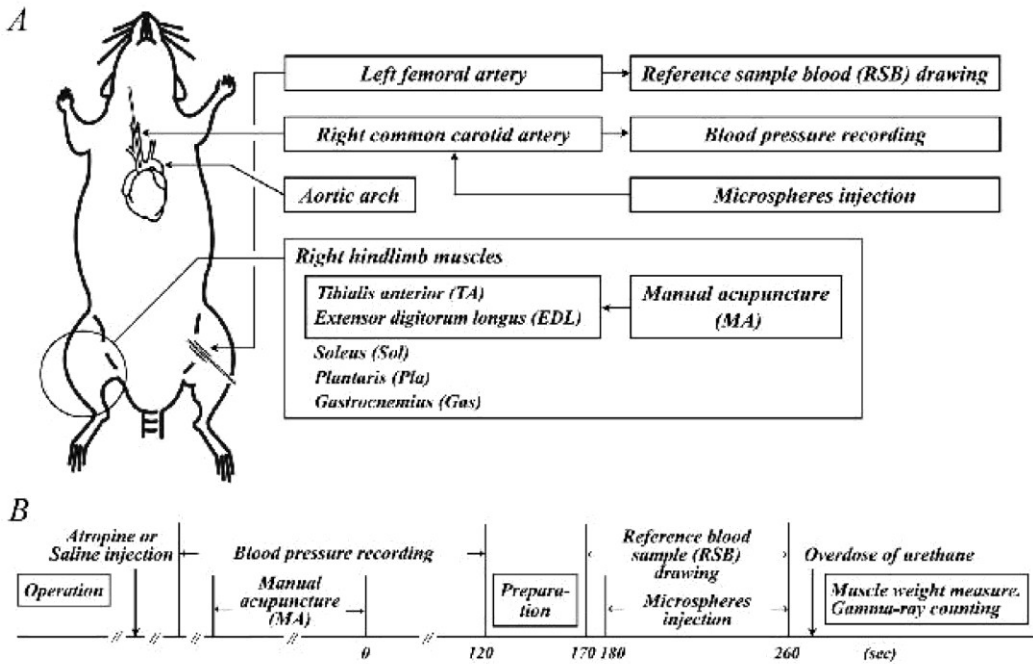 A
Left femoral artery
Reference sample blood (RSB) drawing
Right common carotid artery
Blood pressure recording
Aortic arch
Microspheres injection
Right hindlimb muscles
Tibialis anterior (TA)
Extensor digitorum longus (EDL)
Manual acupuncture
(MA)
Soleus (Sol)
Plantaris (Pla)
Gastrocnemius (Gas)
B
Atropine or
Saline injection
Blood pressure recording
Reference blood
sample (RSB)
drawing
Overdose of urethane
Operation
Manual
acupuncture
(MA)
Prepara-
tion
Microspheres
injection
Muscle weight measure.
Gamma-ray counting
0 120 170 180 260 (sec)